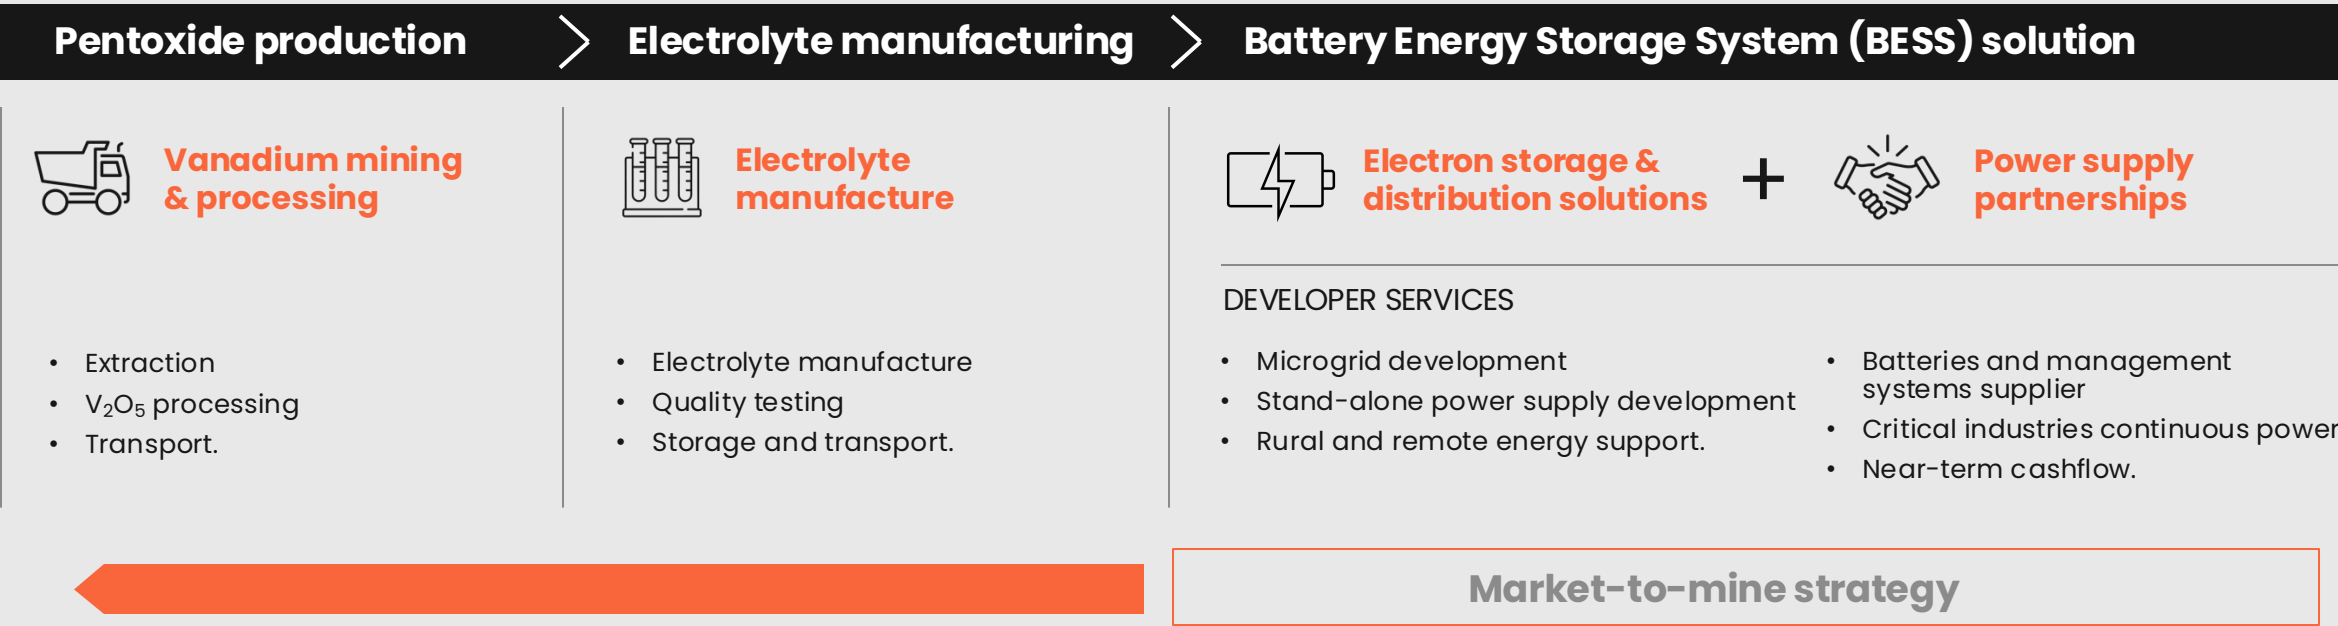 Pentoxide production
Electrolyte manufacturing
Battery Energy Storage System (BESS) solution
Vanadium mining
& processing
• Extraction
• V₂O₅ processing
• Transport.
Electrolyte
manufacture
• Electrolyte manufacture
• Quality testing
• Storage and transport.
Electron storage &
distribution solutions
+
Power supply
partnerships
DEVELOPER SERVICES
• Microgrid development
• Stand-alone power supply development
• Rural and remote energy support.
• Batteries and management
systems supplier
• Critical industries continuous power
• Near-term cashflow.
Market-to-mine strategy